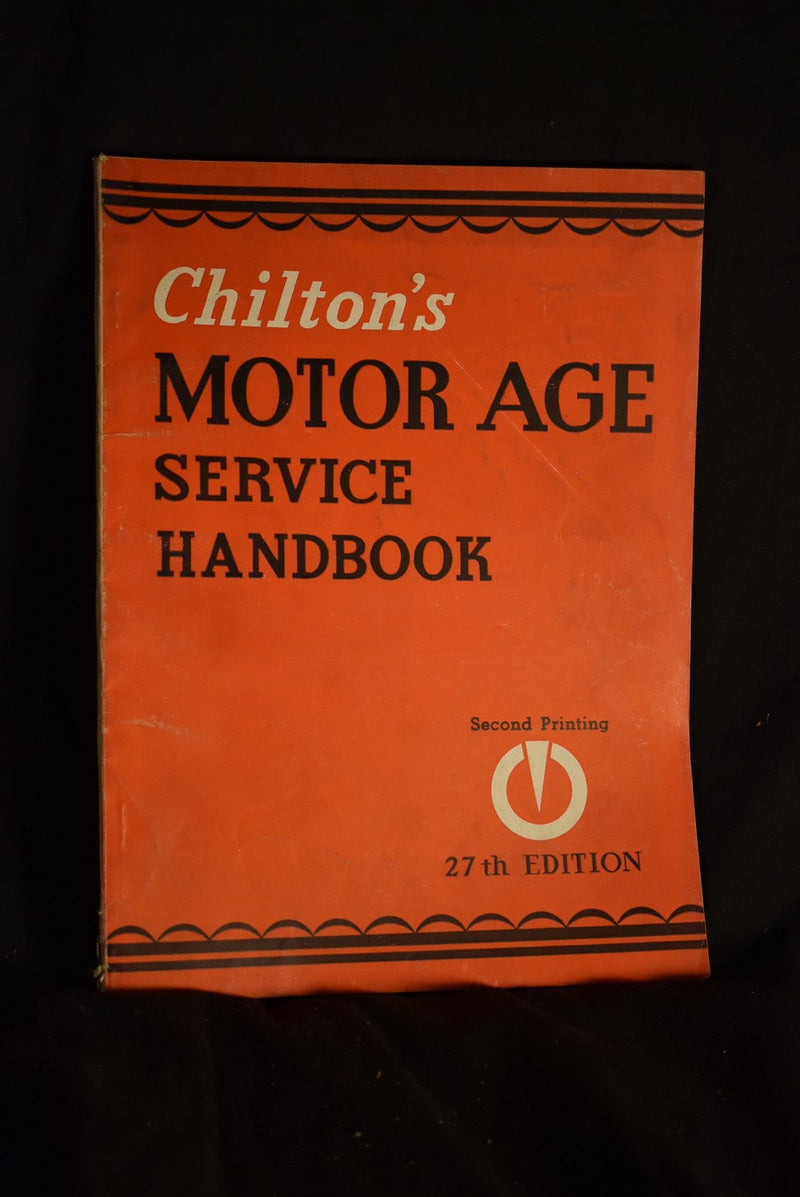 Chilton's
MOTOR AGE
SERVICE
HANDBOOK
Second Printing
27th EDITION